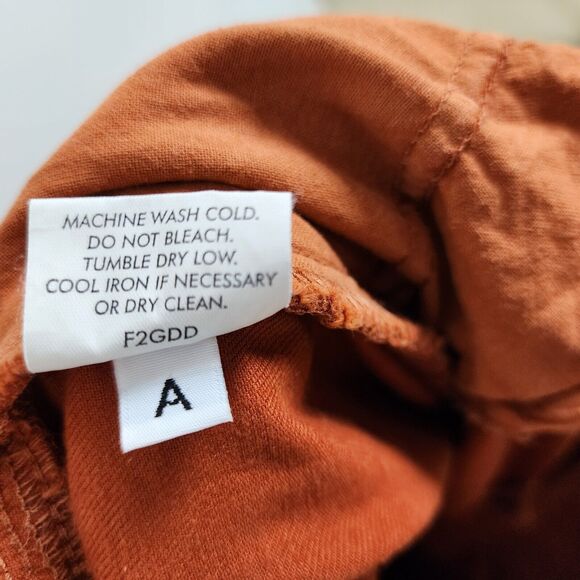 MACHINE WASH COLD.
DO NOT BLEACH.
TUMBLE DRY LOW.
COOL IRON IF NECESSARY
OR DRY CLEAN.
F2GDD
A